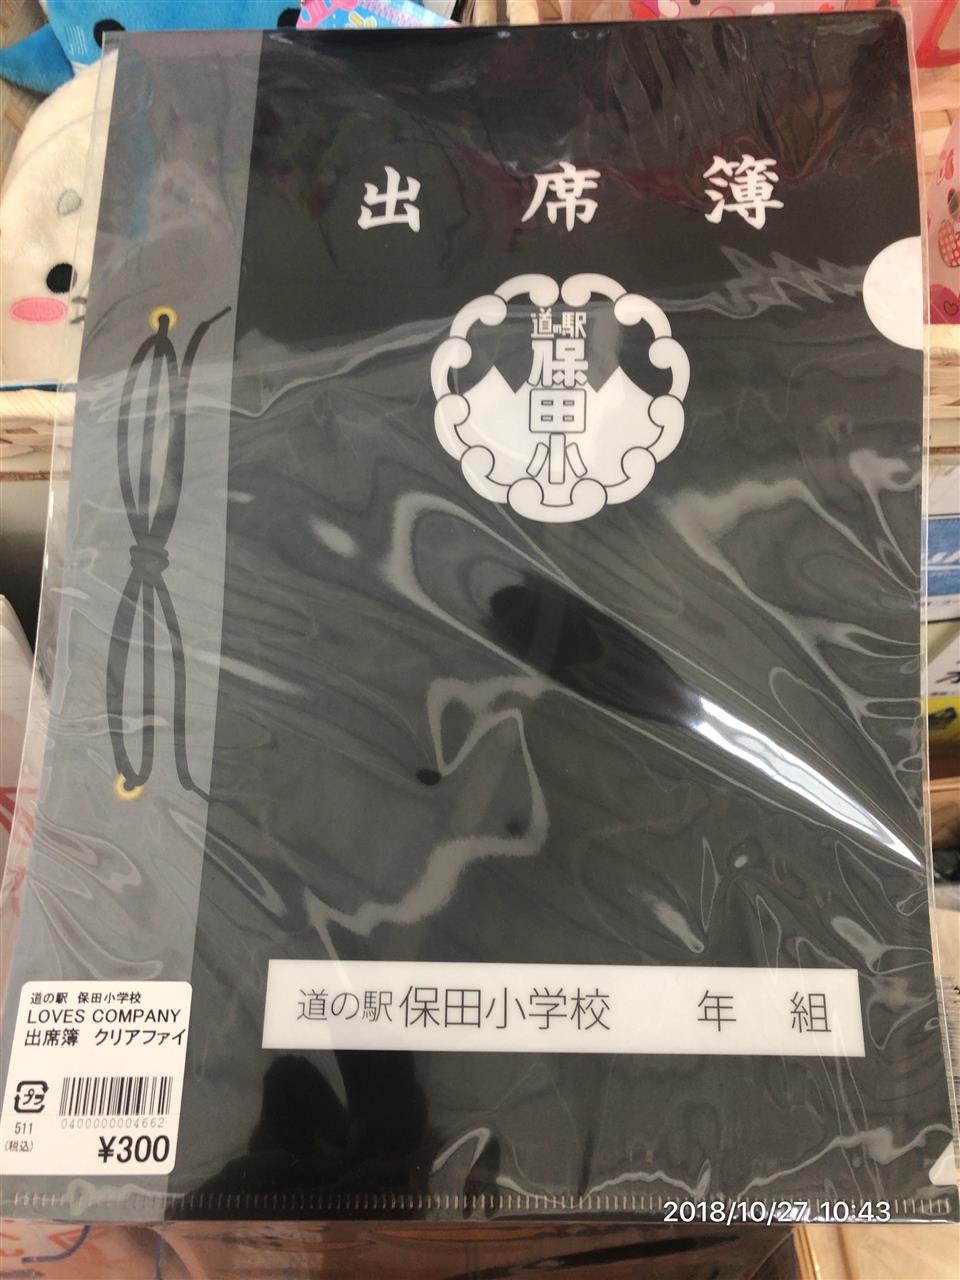 出席簿
道の駅
保
田
小
道の駅 保田小学校 年 組
道の駅 保田小学校
LOVES COMPANY
出席簿 クリアファイ
プラ
0400000004662
511
(税込)
¥300
2018/10/27 10:43